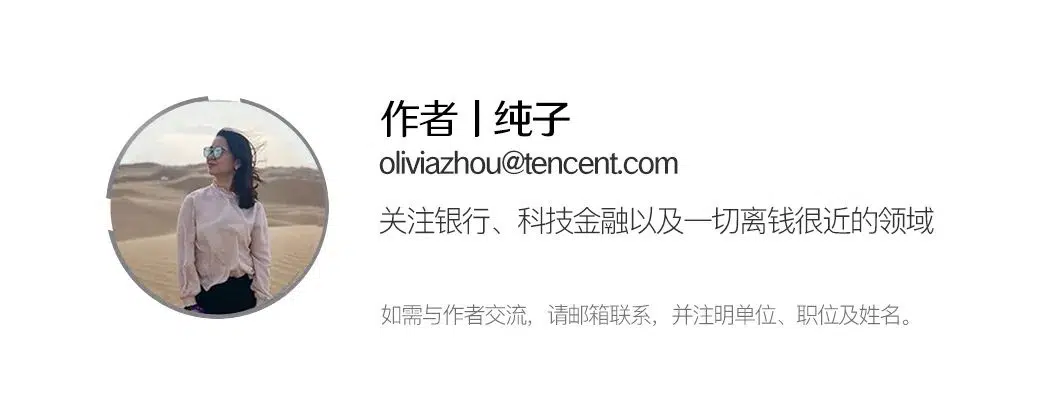 作者 | 纯子
oliviazhou@tencent.com
关注银行、科技金融以及一切离钱很近的领域
如需与作者交流，请邮箱联系，并注明单位、职位及姓名。